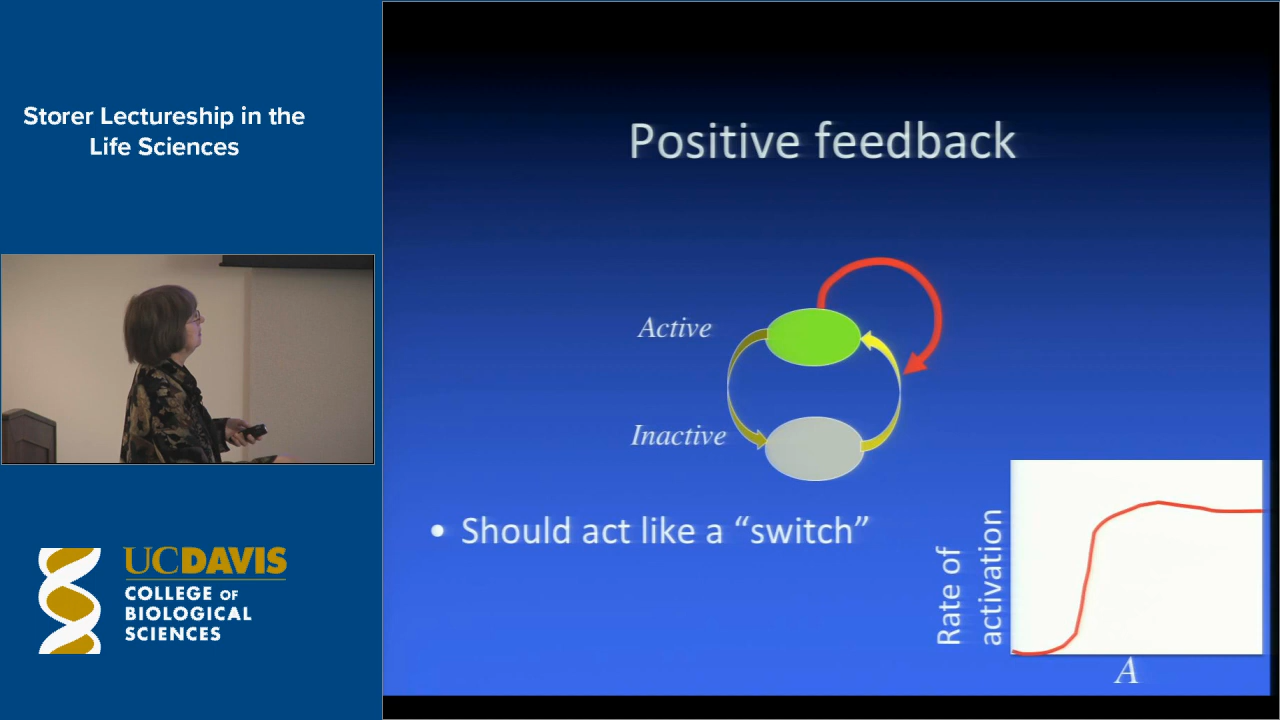 Storer Lectureship in the
Life Sciences
UCDAVIS
COLLEGE OF
BIOLOGICAL
SCIENCES
Positive feedback
Active
Inactive
• Should act like a “switch”
Rate of
activation
A